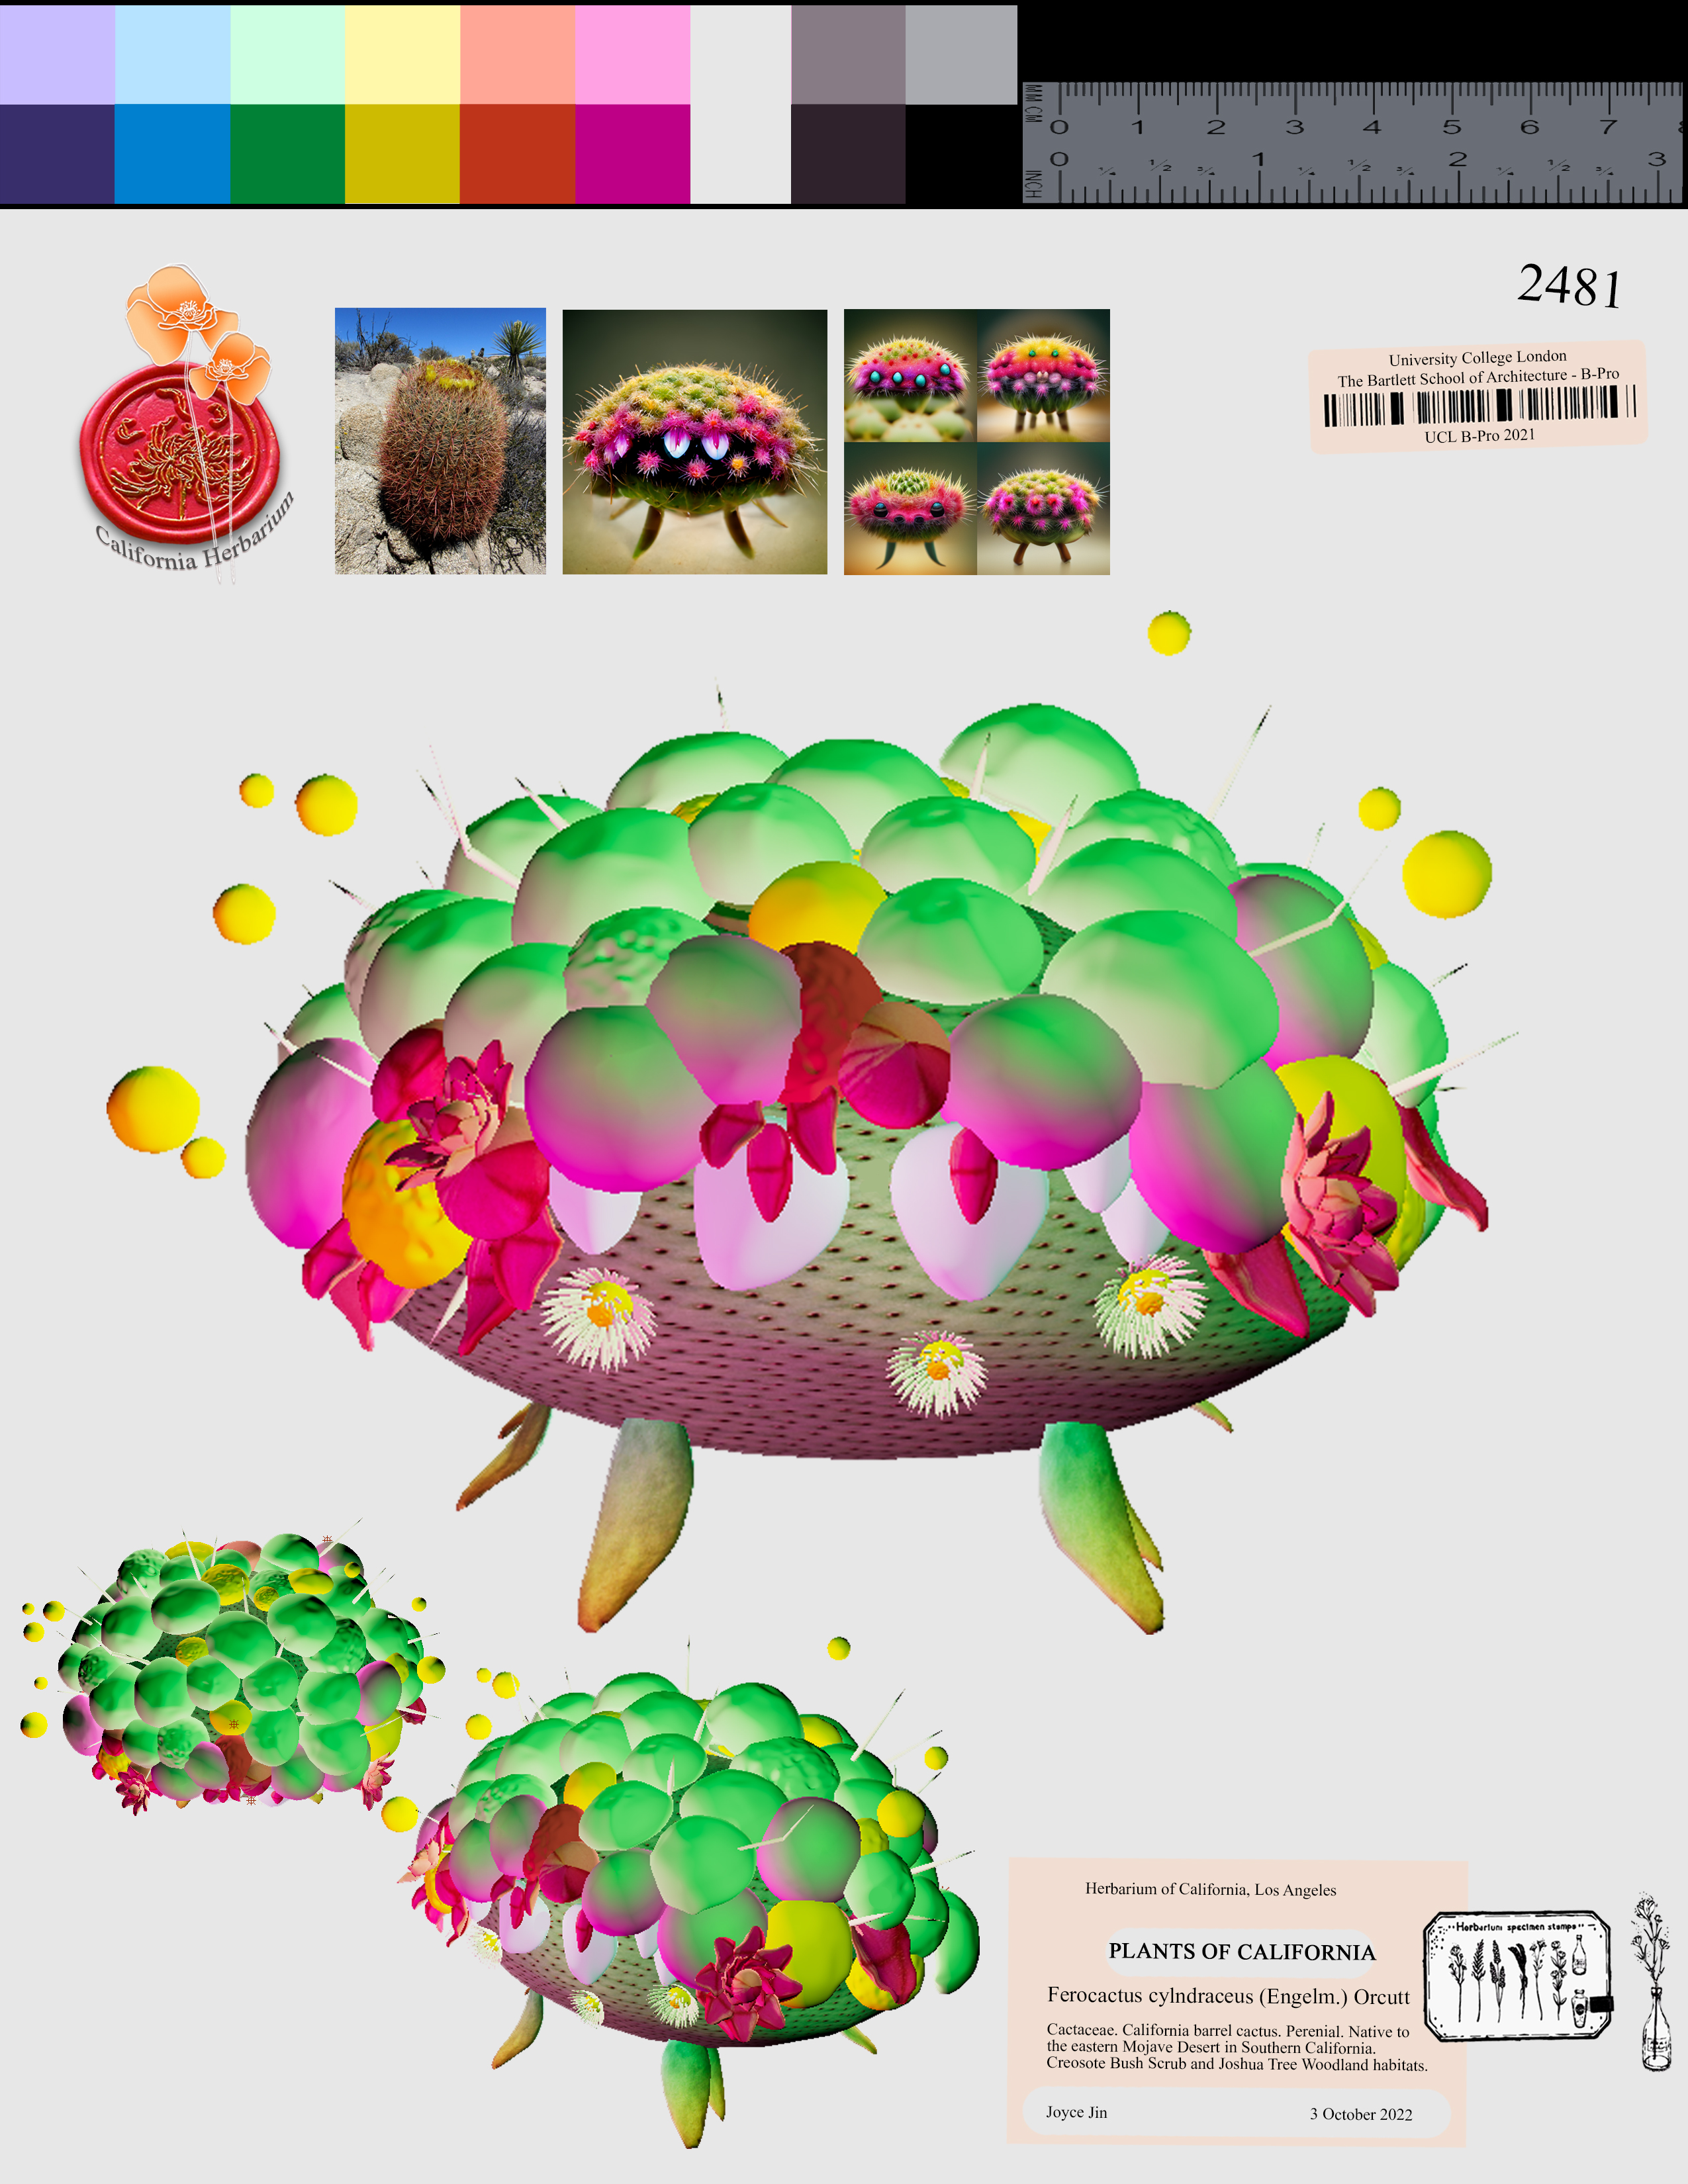 MM CM
0 1 2 3 4 5 6 7 8
0 1/4 1/2 3/4 1 1/4 1/2 3/4 2 1/4 1/2 3/4 3
INCH
2481
University College London
The Bartlett School of Architecture - B-Pro
UCL B-Pro 2021
California Herbarium
Herbarium of California, Los Angeles
PLANTS OF CALIFORNIA
Ferocactus cylndraceus (Engelm.) Orcutt
Cactaceae. California barrel cactus. Perenial. Native to
the eastern Mojave Desert in Southern California.
Creosote Bush Scrub and Joshua Tree Woodland habitats.
Joyce Jin 3 October 2022
Herbarium specimen stamps